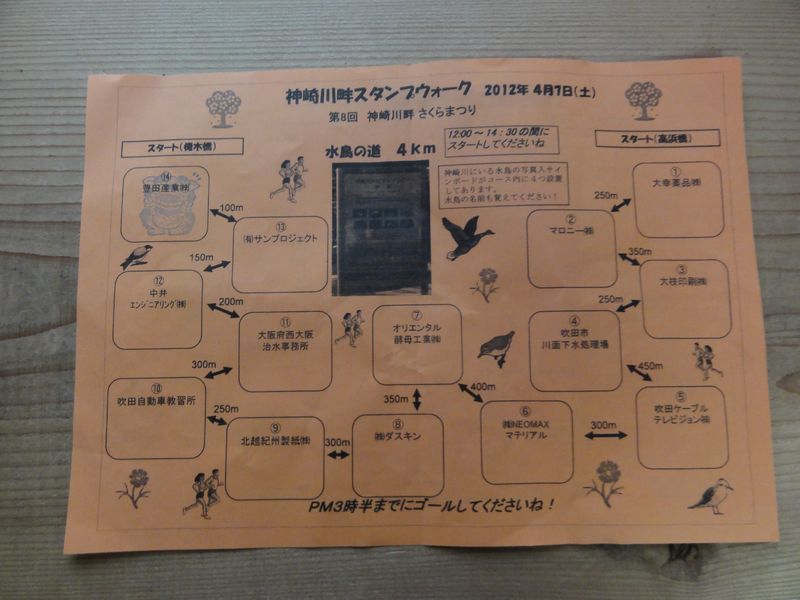 神崎川畔スタンプウォーク 2012年4月7日(土)
第8回 神崎川畔 さくらまつり
スタート(榎木橋)
水鳥の道 4km
12:00～14:30の間に
スタートしてくださいね
スタート(高浜橋)
神崎川にいる水鳥の写真入サイ
ンボードがコース内に４つ設置
してあります。
水鳥の名前も覚えてください！
①
大幸薬品㈱
250m
②
マロニー㈱
350m
③
大枝印刷㈱
250m
④
吹田市
川面下水処理場
450m
⑤
吹田ケーブル
テレビジョン㈱
300m
⑥
㈱NEOMAX
マテリアル
400m
⑦
オリエンタル
酵母工業㈱
350m
⑧
㈱ダスキン
300m
⑨
北越紀州製紙㈱
250m
⑩
吹田自動車教習所
300m
⑪
大阪府西大阪
治水事務所
200m
⑫
中井
エンジニアリング㈱
150m
⑬
㈲サンプロジェクト
100m
⑭
豊田産業㈱
PM3時半までにゴールしてくださいね！